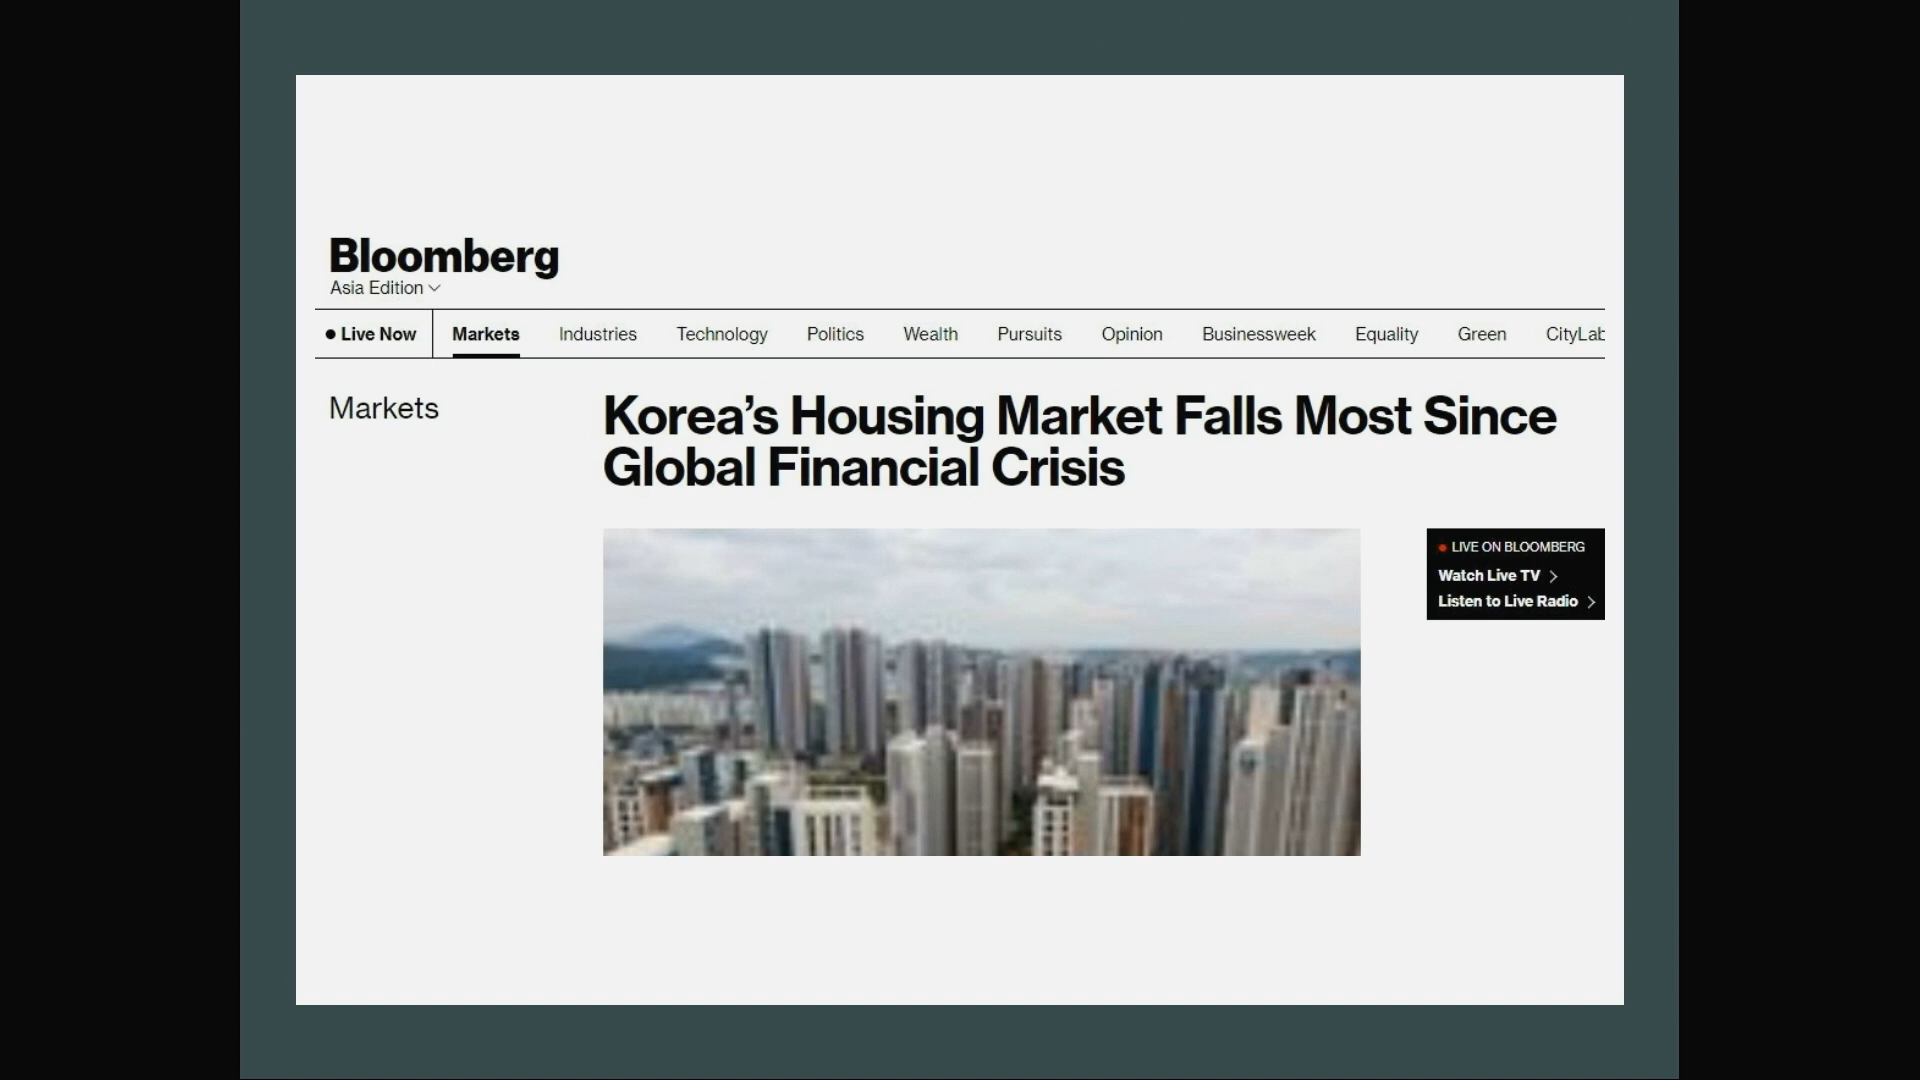 Bloomberg
Asia Edition
Live Now Markets Industries Technology Politics Wealth Pursuits Opinion Businessweek Equality Green CityLab
Markets
Korea's Housing Market Falls Most Since
Global Financial Crisis
LIVE ON BLOOMBERG
Watch Live TV
Listen to Live Radio